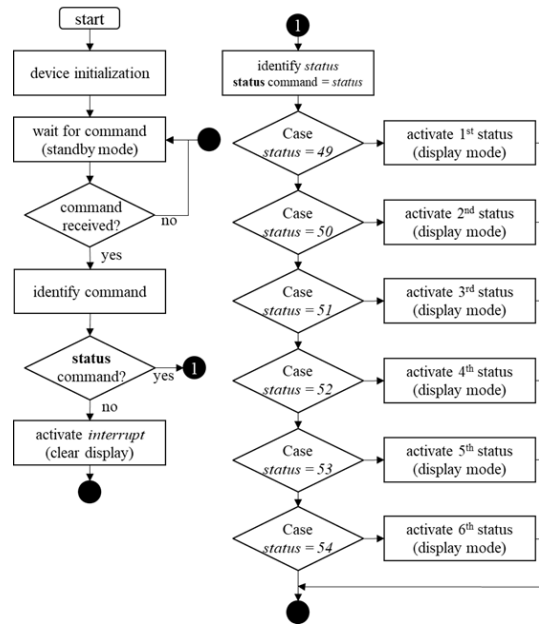 start
device initialization
wait for command
(standby mode)
command
received?
no
yes
identify command
status
command?
yes
1
no
activate interrupt
(clear display)
1
identify status
status command = status
Case
status = 49
activate 1st status
(display mode)
Case
status = 50
activate 2nd status
(display mode)
Case
status = 51
activate 3rd status
(display mode)
Case
status = 52
activate 4th status
(display mode)
Case
status = 53
activate 5th status
(display mode)
Case
status = 54
activate 6th status
(display mode)